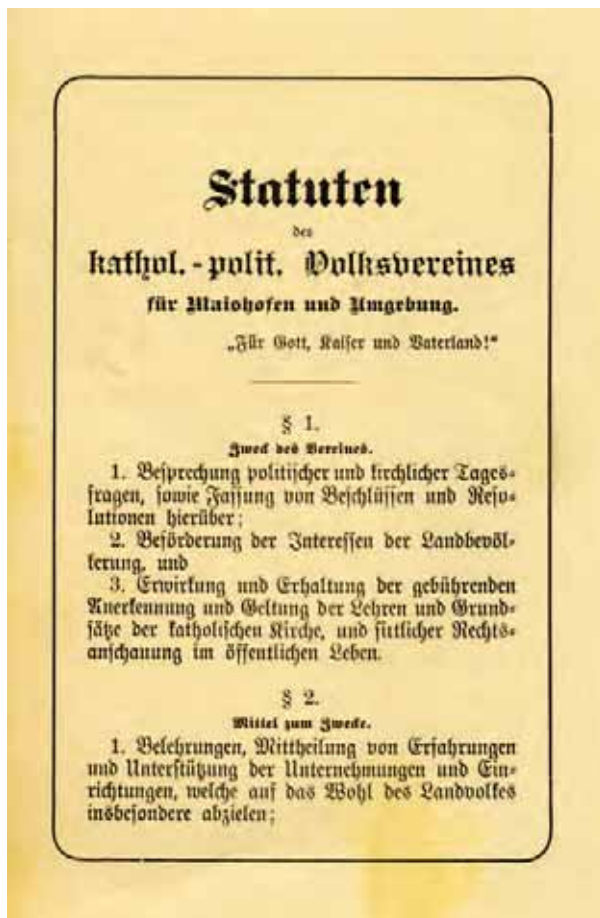 Statuten
des
kathol. - polit. Volksvereines
für Maishofen und Umgebung.
„Für Gott, Kaiser und Vaterland!“
§ 1.
Zweck des Vereines.
1. Besprechung politischer und kirchlicher Tages-
fragen, sowie Fassung von Beschlüssen und Reso-
lutionen hierüber;
2. Beförderung der Interessen der Landbevöl-
kerung, und
3. Erwirkung und Erhaltung der gebührenden
Anerkennung und Geltung der Lehren und Grund-
sätze der katholischen Kirche, und sittlicher Rechts-
anschauung im öffentlichen Leben.
§ 2.
Mittel zum Zwecke.
1. Belehrungen, Mittheilung von Erfahrungen
und Unterstützung der Unternehmungen und Ein-
richtungen, welche auf das Wohl des Landvolkes
insbesondere abzielen;